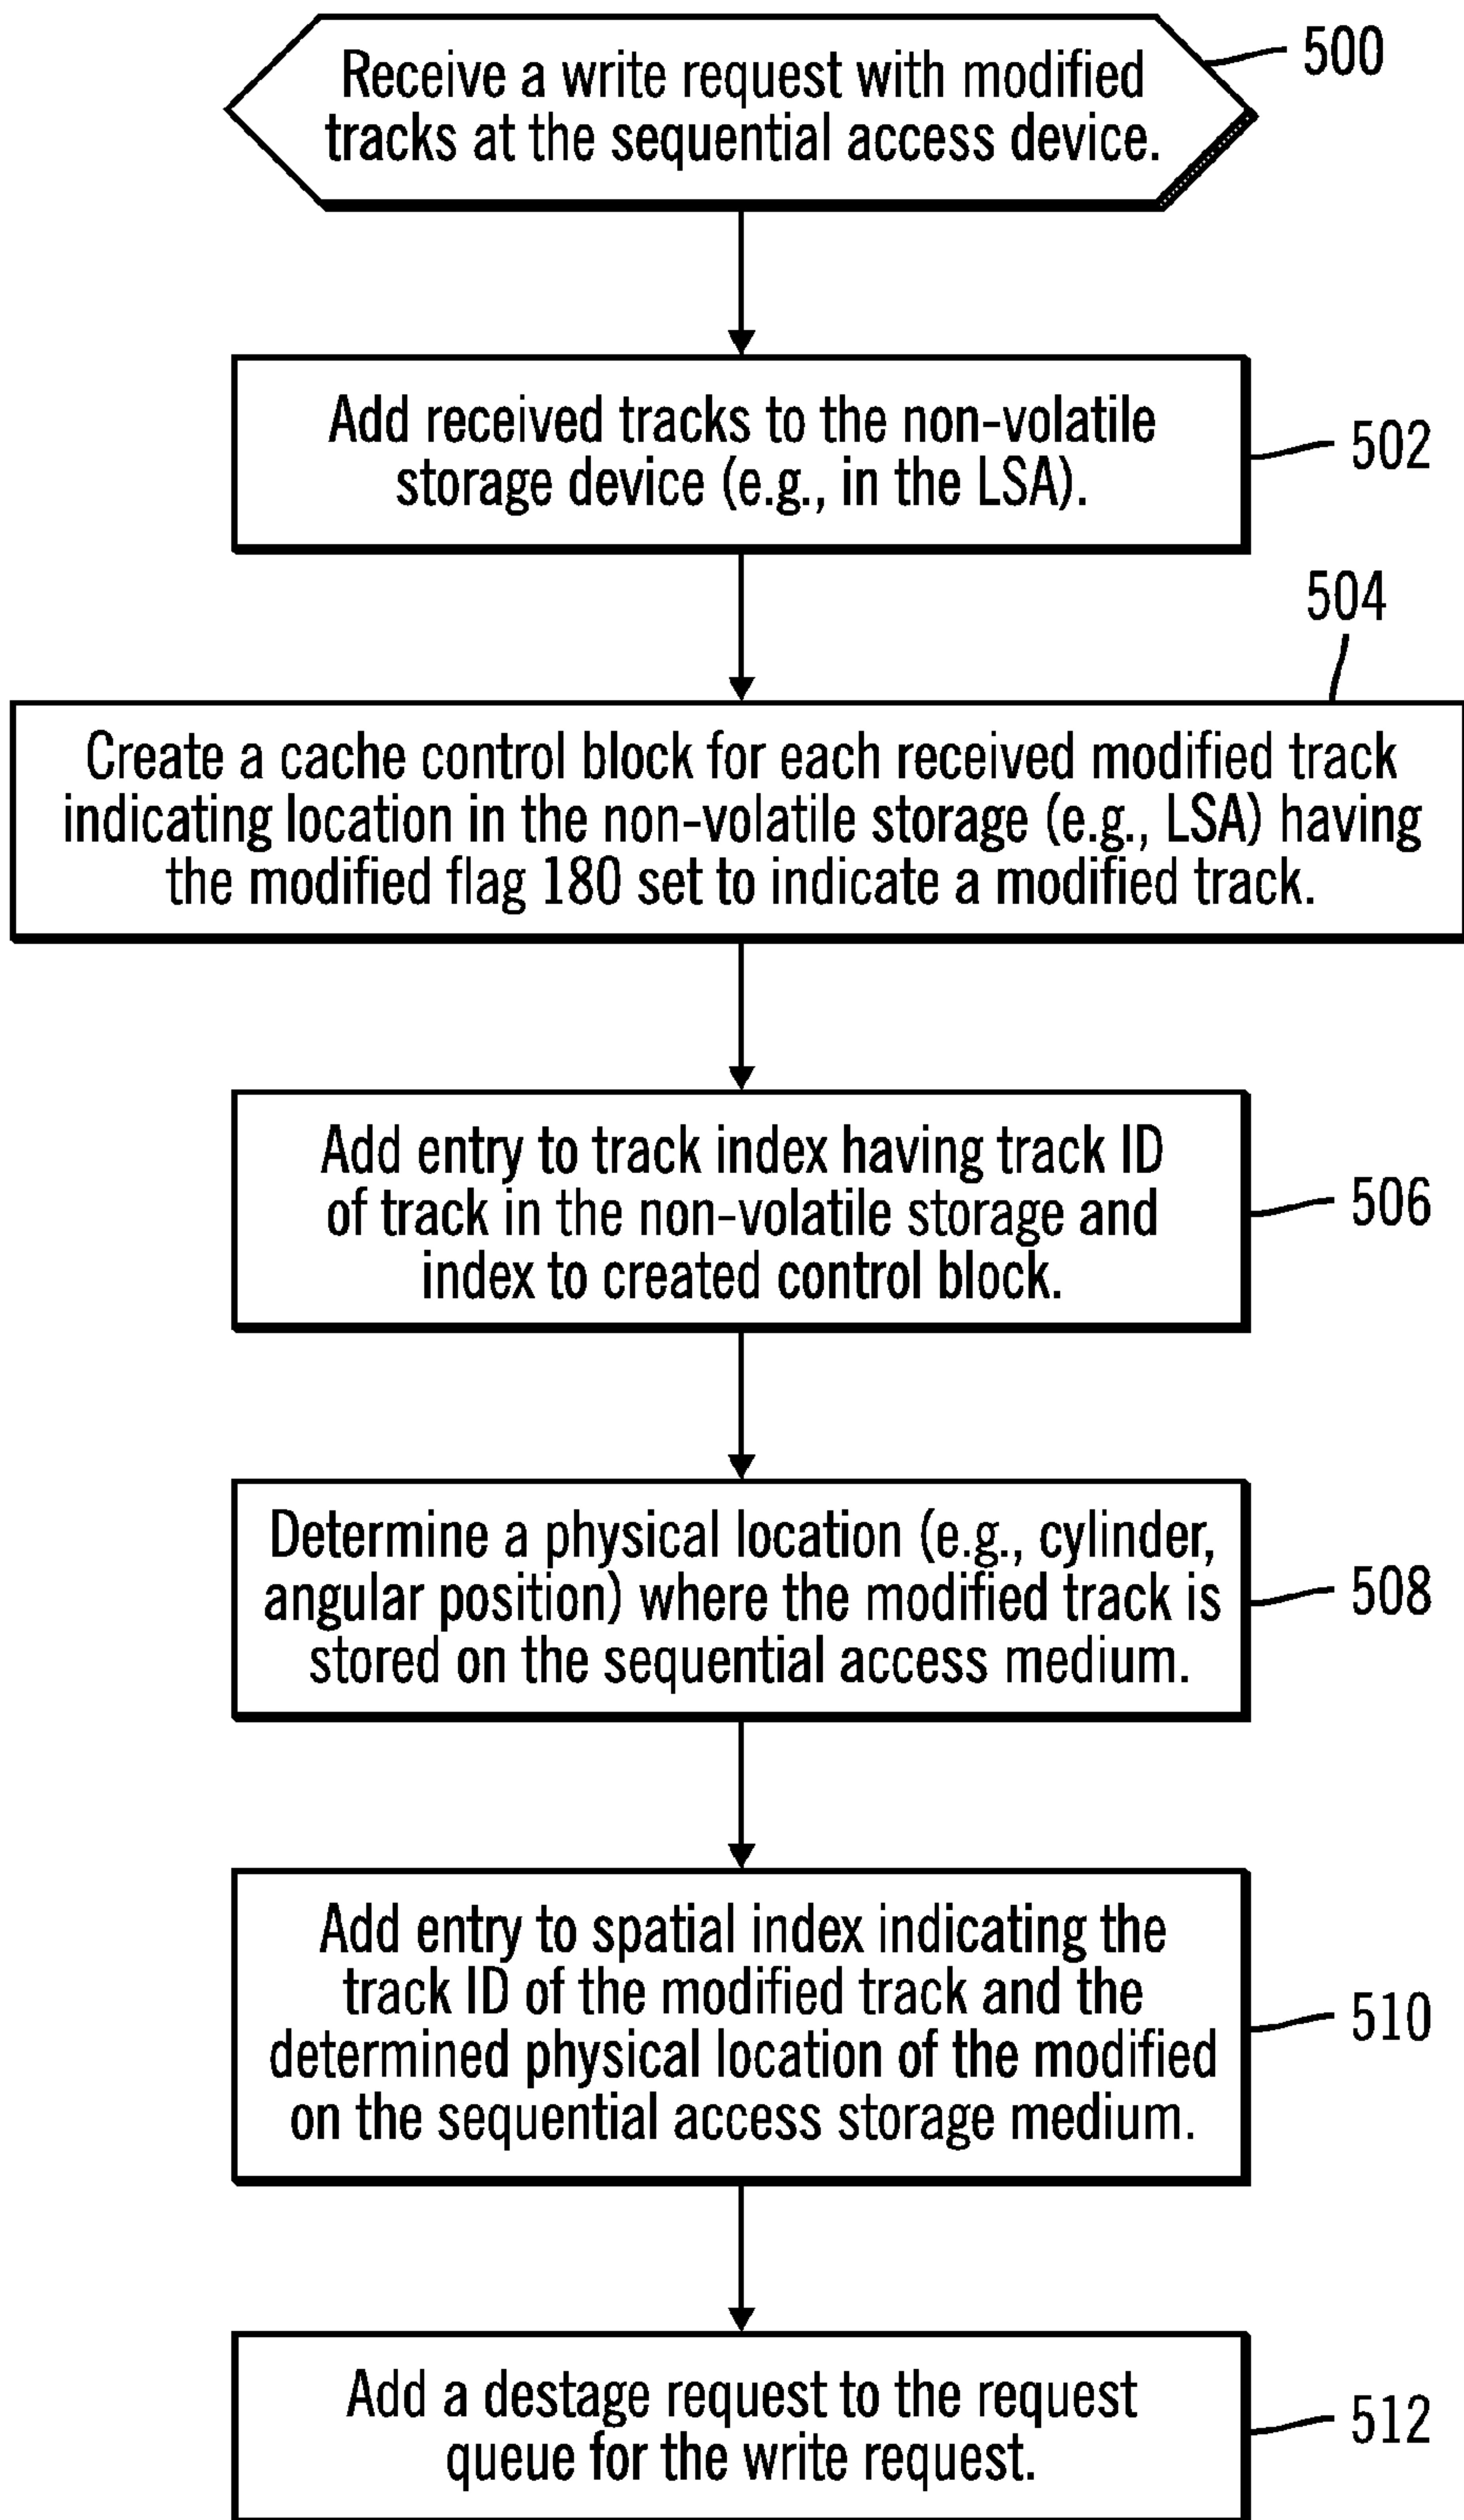 Receive a write request with modified
tracks at the sequential access device.
500
Add received tracks to the non-volatile
storage device (e.g., in the LSA).
502
504
Create a cache control block for each received modified track
indicating location in the non-volatile storage (e.g., LSA) having
the modified flag 180 set to indicate a modified track.
Add entry to track index having track ID
of track in the non-volatile storage and
index to created control block.
506
Determine a physical location (e.g., cylinder,
angular position) where the modified track is
stored on the sequential access medium.
508
Add entry to spatial index indicating the
track ID of the modified track and the
determined physical location of the modified
on the sequential access storage medium.
510
Add a destage request to the request
queue for the write request.
512